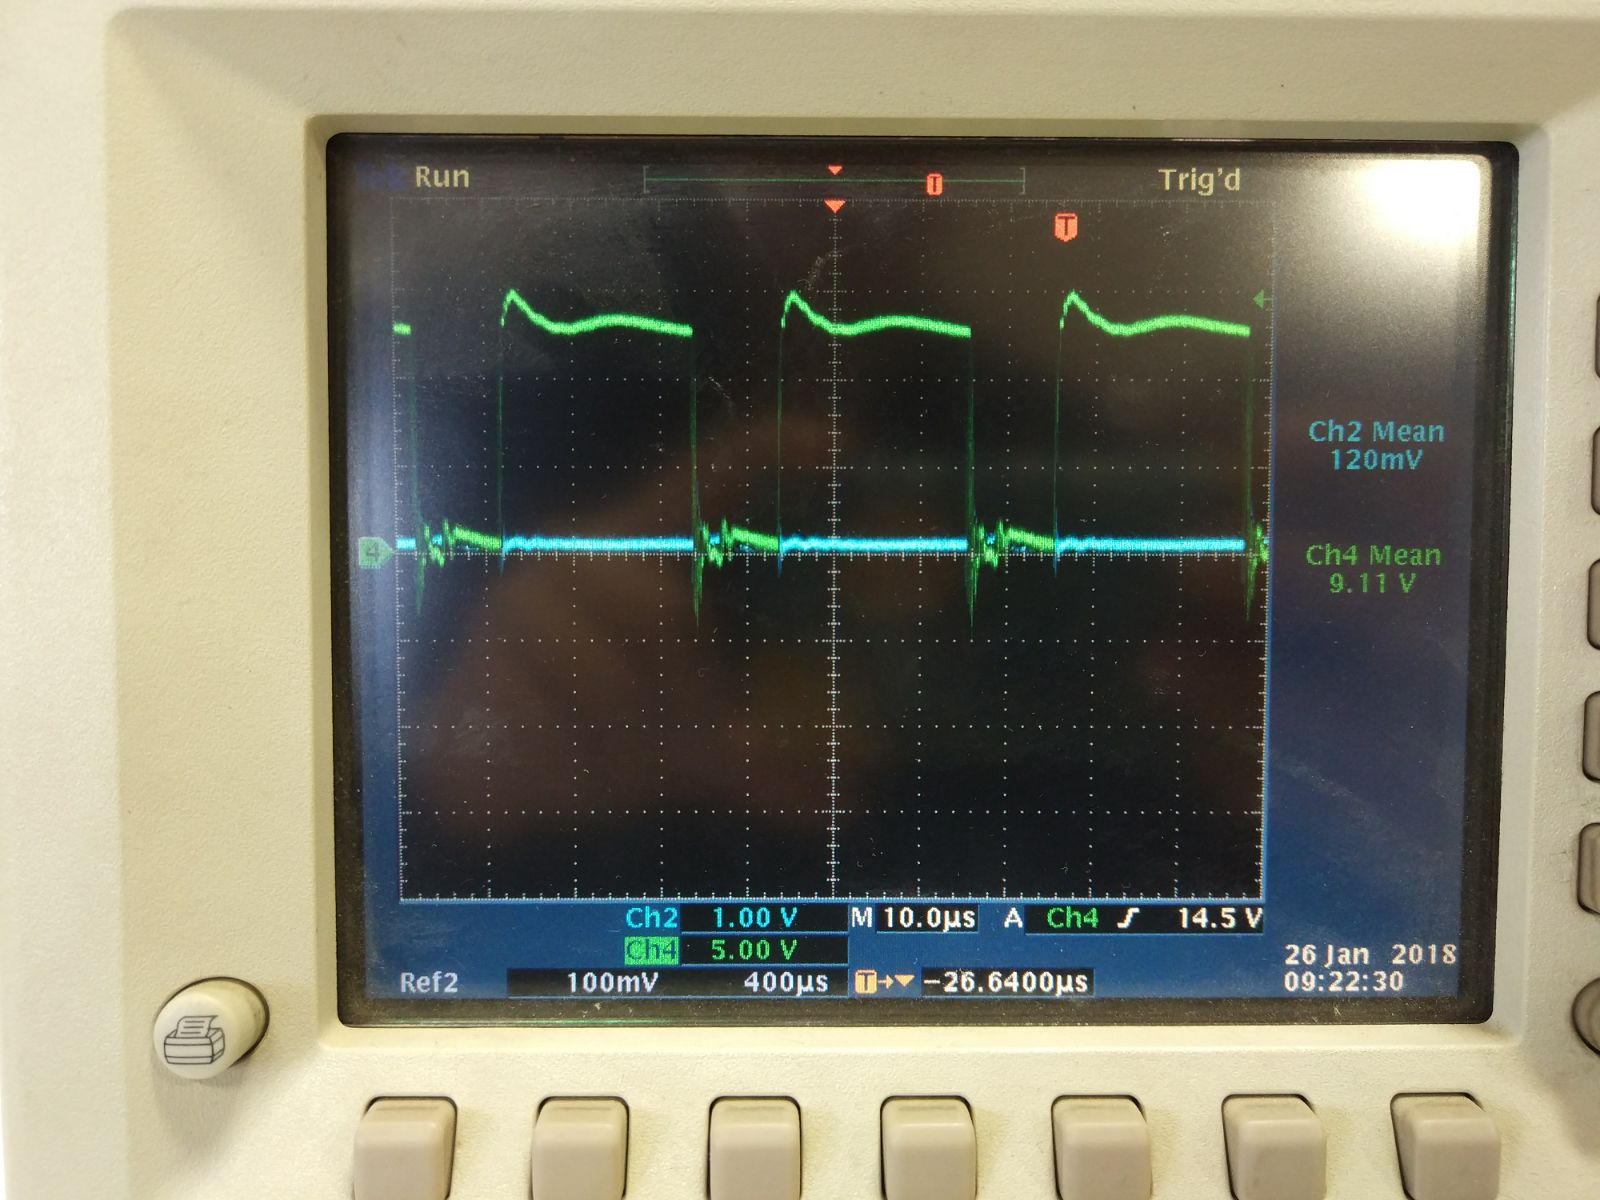 Run
Trig'd
T
T
4
Ch2 Mean
120mV
Ch4 Mean
9.11 V
Ch2 1.00 V M 10.0µs A Ch4 14.5 V
Ch4 5.00 V
Ref2 100mV 400µs T -26.6400µs
26 Jan 2018
09:22:30